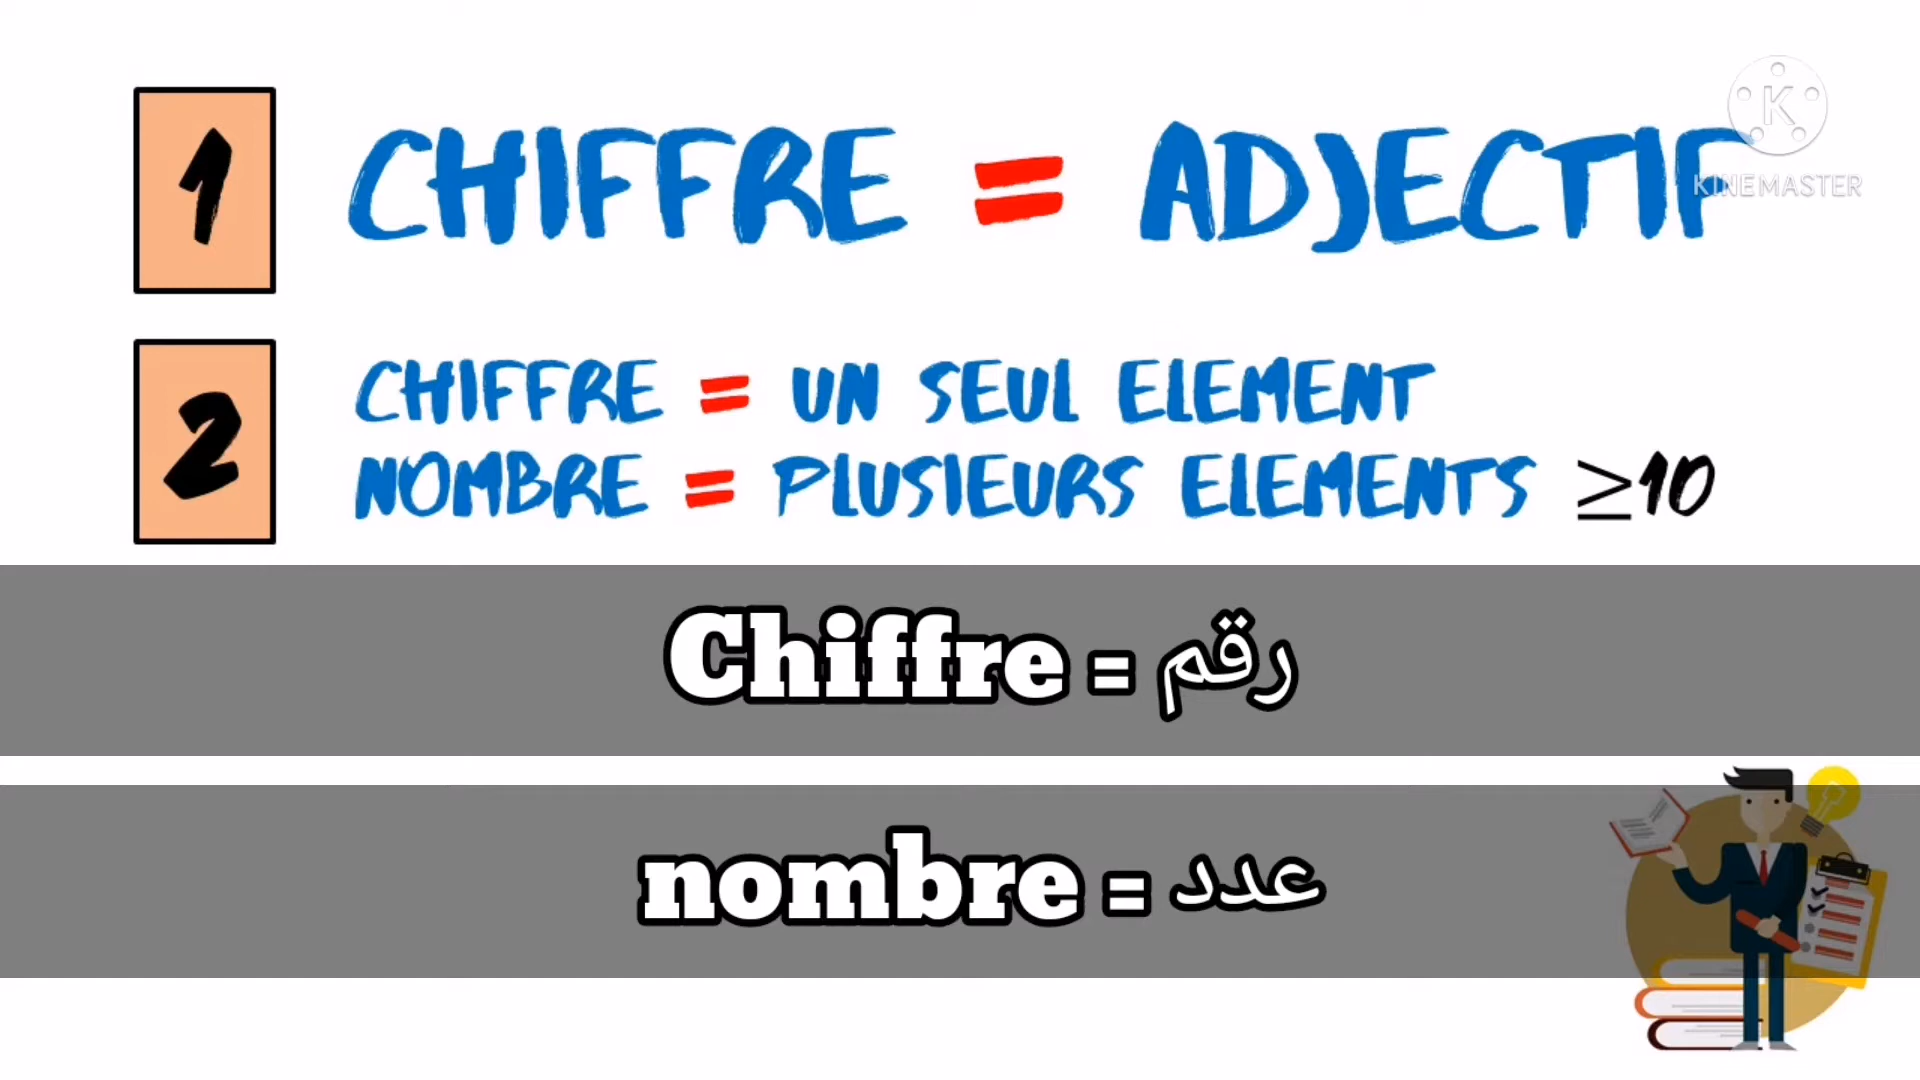 1 CHIFFRE = ADJECTIF
K
KINEMASTER
2 CHIFFRE = UN SEUL ELEMENT
NOMBRE = PLUSIEURS ELEMENTS ≥10
Chiffre = رقم
nombre = عدد